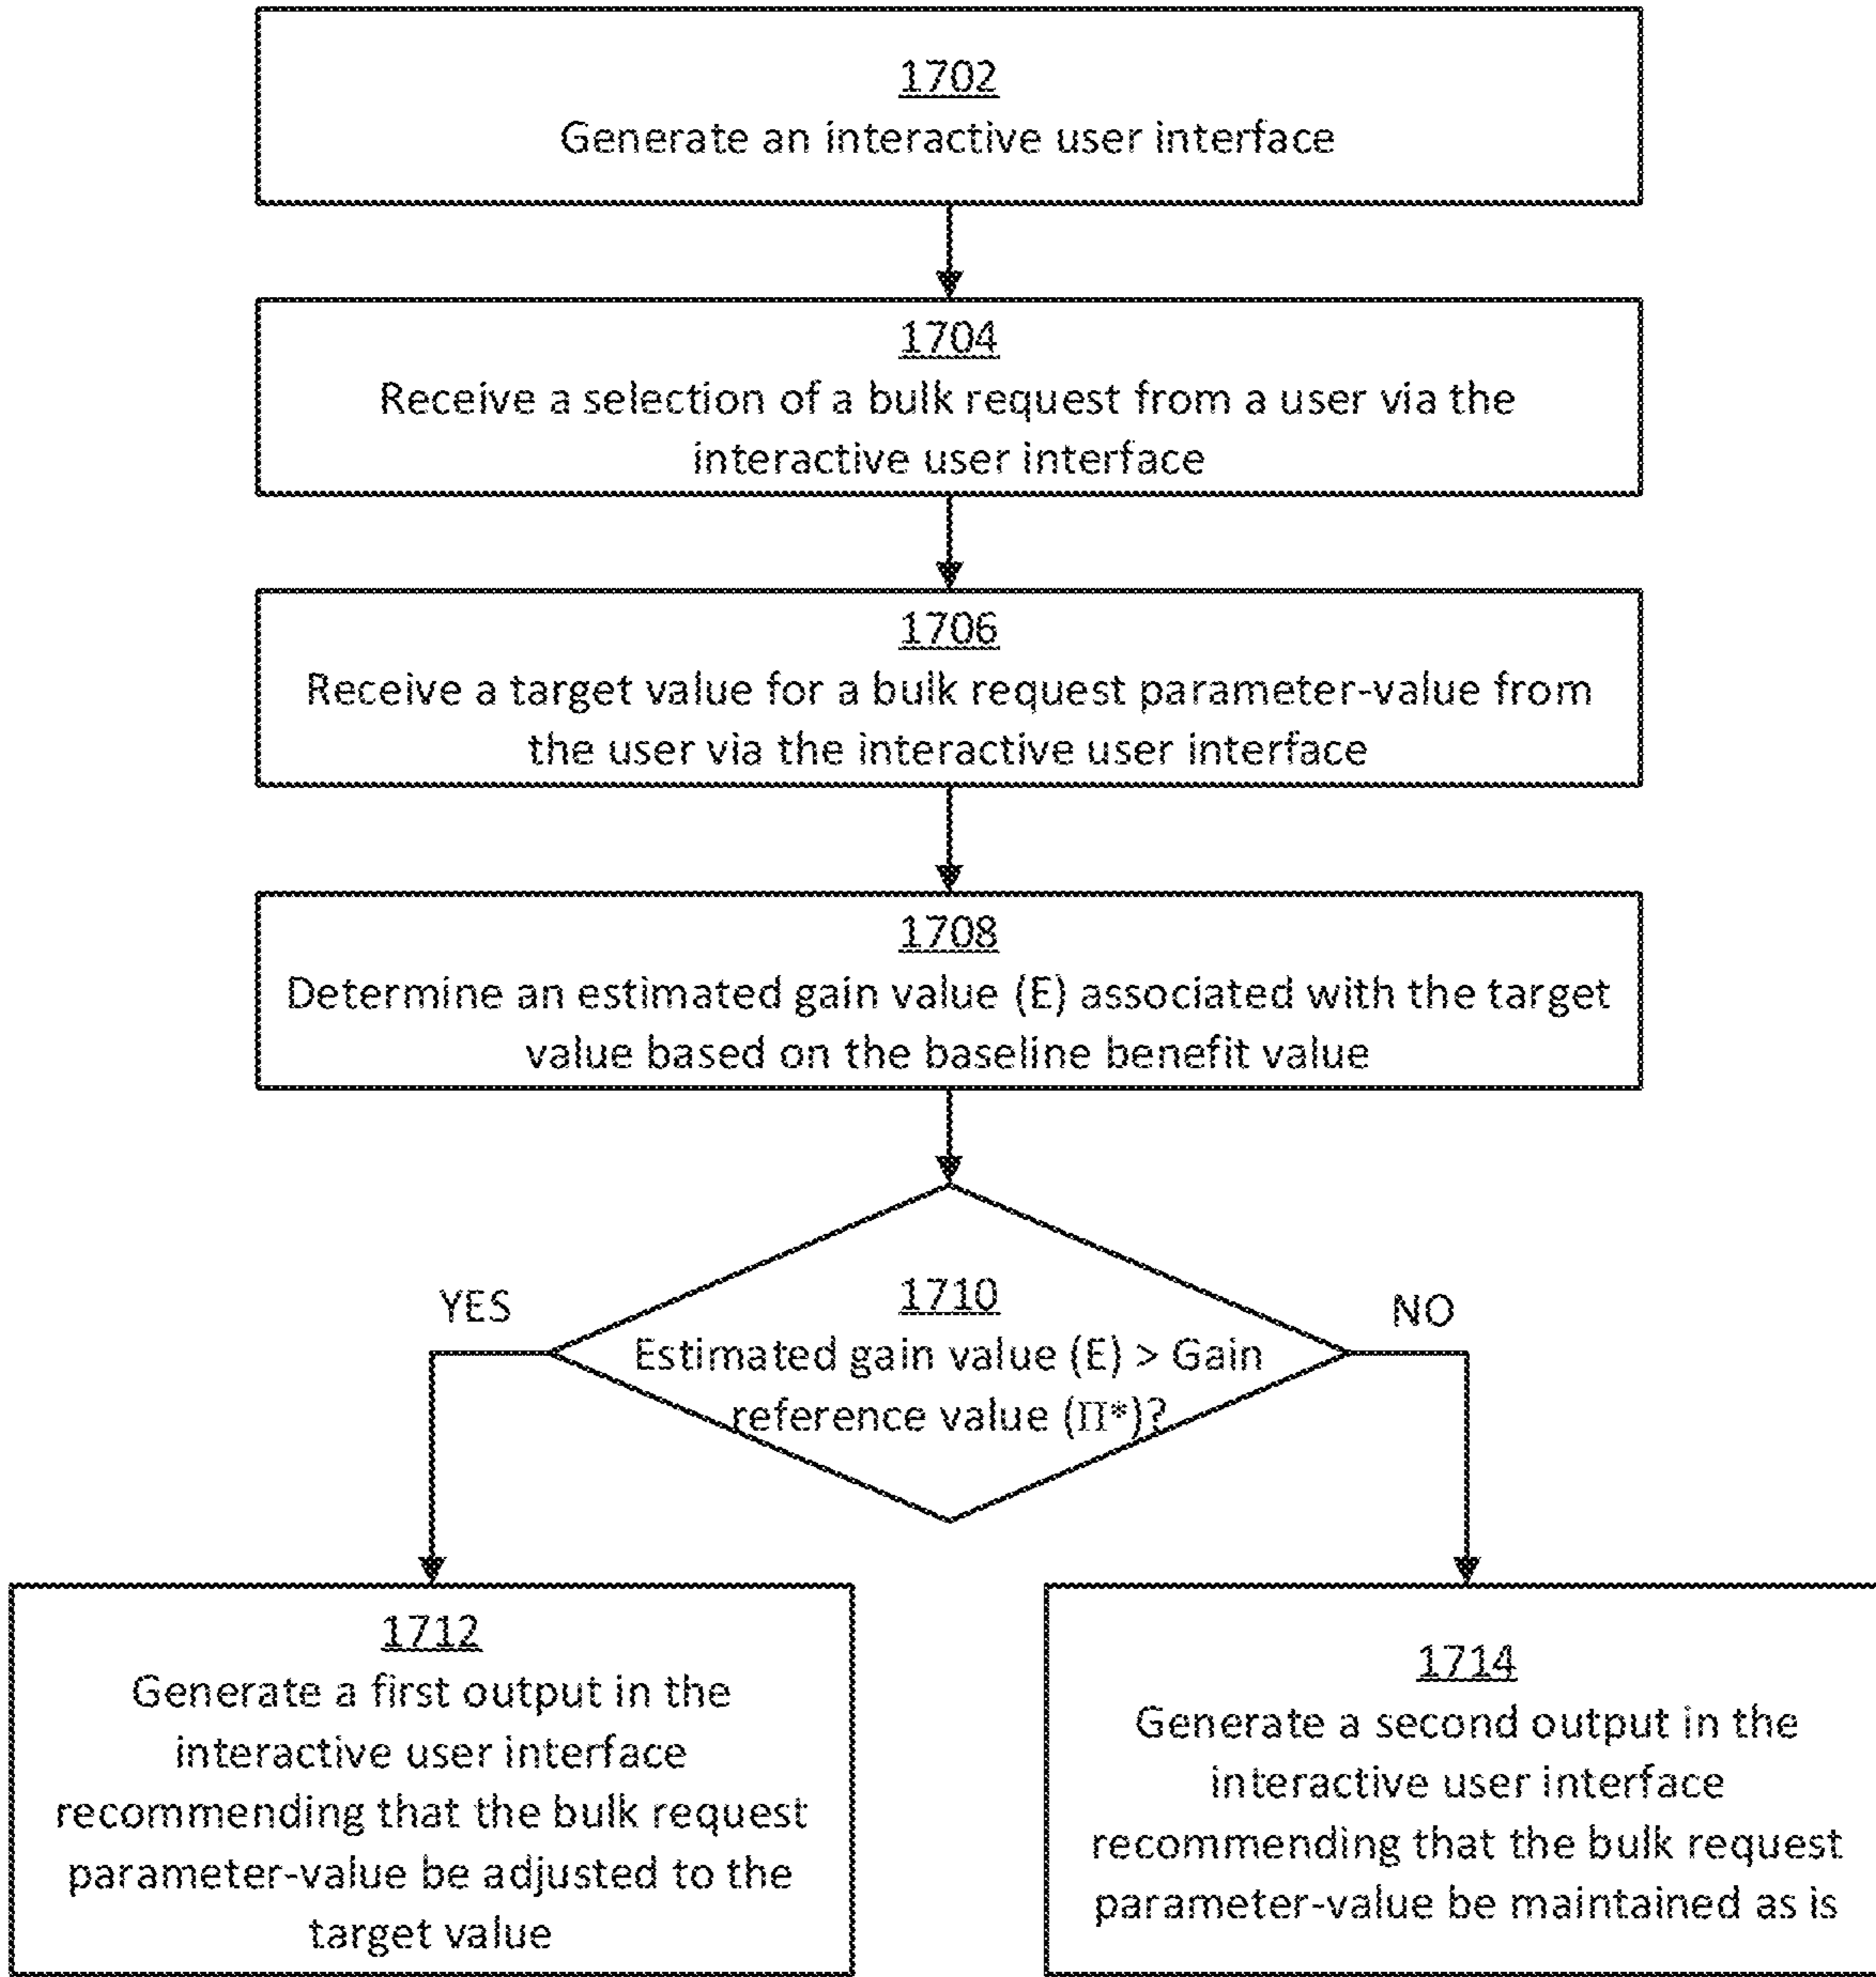 1702
Generate an interactive user interface
1704
Receive a selection of a bulk request from a user via the
interactive user interface
1706
Receive a target value for a bulk request parameter-value from
the user via the interactive user interface
1708
Determine an estimated gain value (E) associated with the target
value based on the baseline benefit value
YES
1710
NO
Estimated gain value (E) > Gain
reference value (Π*)?
1712
Generate a first output in the
interactive user interface
recommending that the bulk request
parameter-value be adjusted to the
target value
1714
Generate a second output in the
interactive user interface
recommending that the bulk request
parameter-value be maintained as is